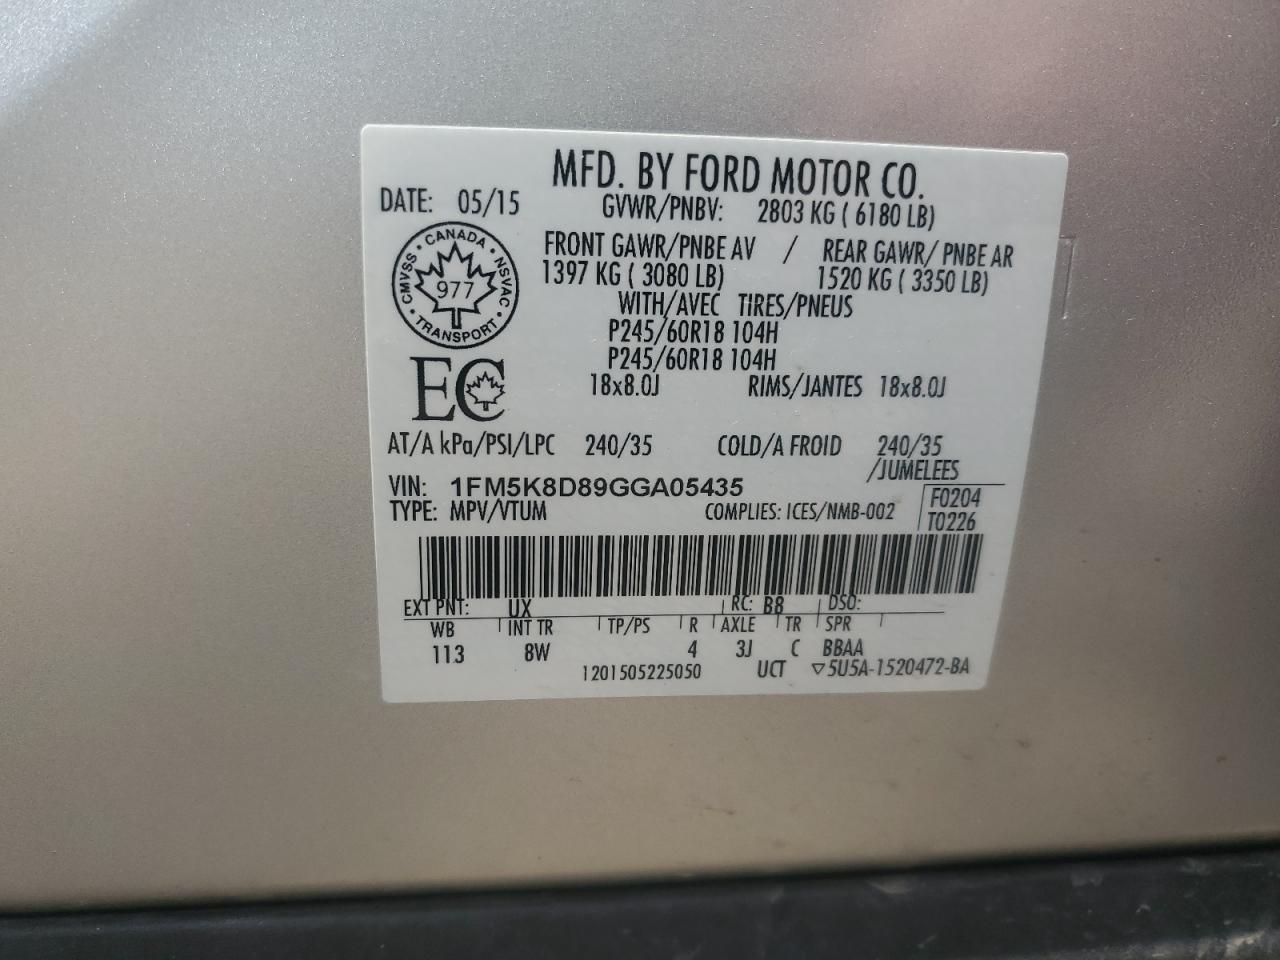 MFD. BY FORD MOTOR CO.
DATE: 05/15 GVWR/PNBV: 2803 KG ( 6180 LB)
FRONT GAWR/PNBE AV / REAR GAWR/ PNBE AR
1397 KG ( 3080 LB) 1520 KG ( 3350 LB)
WITH/AVEC TIRES/PNEUS
P245/60R18 104H
P245/60R18 104H
18x8.0J RIMS/JANTES 18x8.0J
CMVSS • CANADA • NSVAC • TRANSPORT •
977
EC
AT/A kPa/PSI/LPC 240/35 COLD/A FROID 240/35
/JUMELEES
VIN: 1FM5K8D89GGA05435
F0204
TYPE: MPV/VTUM COMPLIES: ICES/NMB-002
T0226
EXT PNT: UX RC: B8 DSO:
WB INT TR TP/PS R AXLE TR SPR
113 8W 4 3J C BBAA
1201505225050 UCT ▽5U5A-1520472-BA